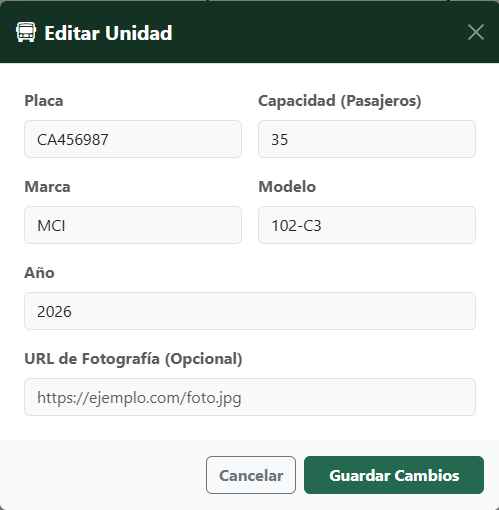 Editar Unidad
Placa
Capacidad (Pasajeros)
CA456987
35
Marca
Modelo
MCI
102-C3
Año
2026
URL de Fotografía (Opcional)
https://ejemplo.com/foto.jpg
Cancelar
Guardar Cambios